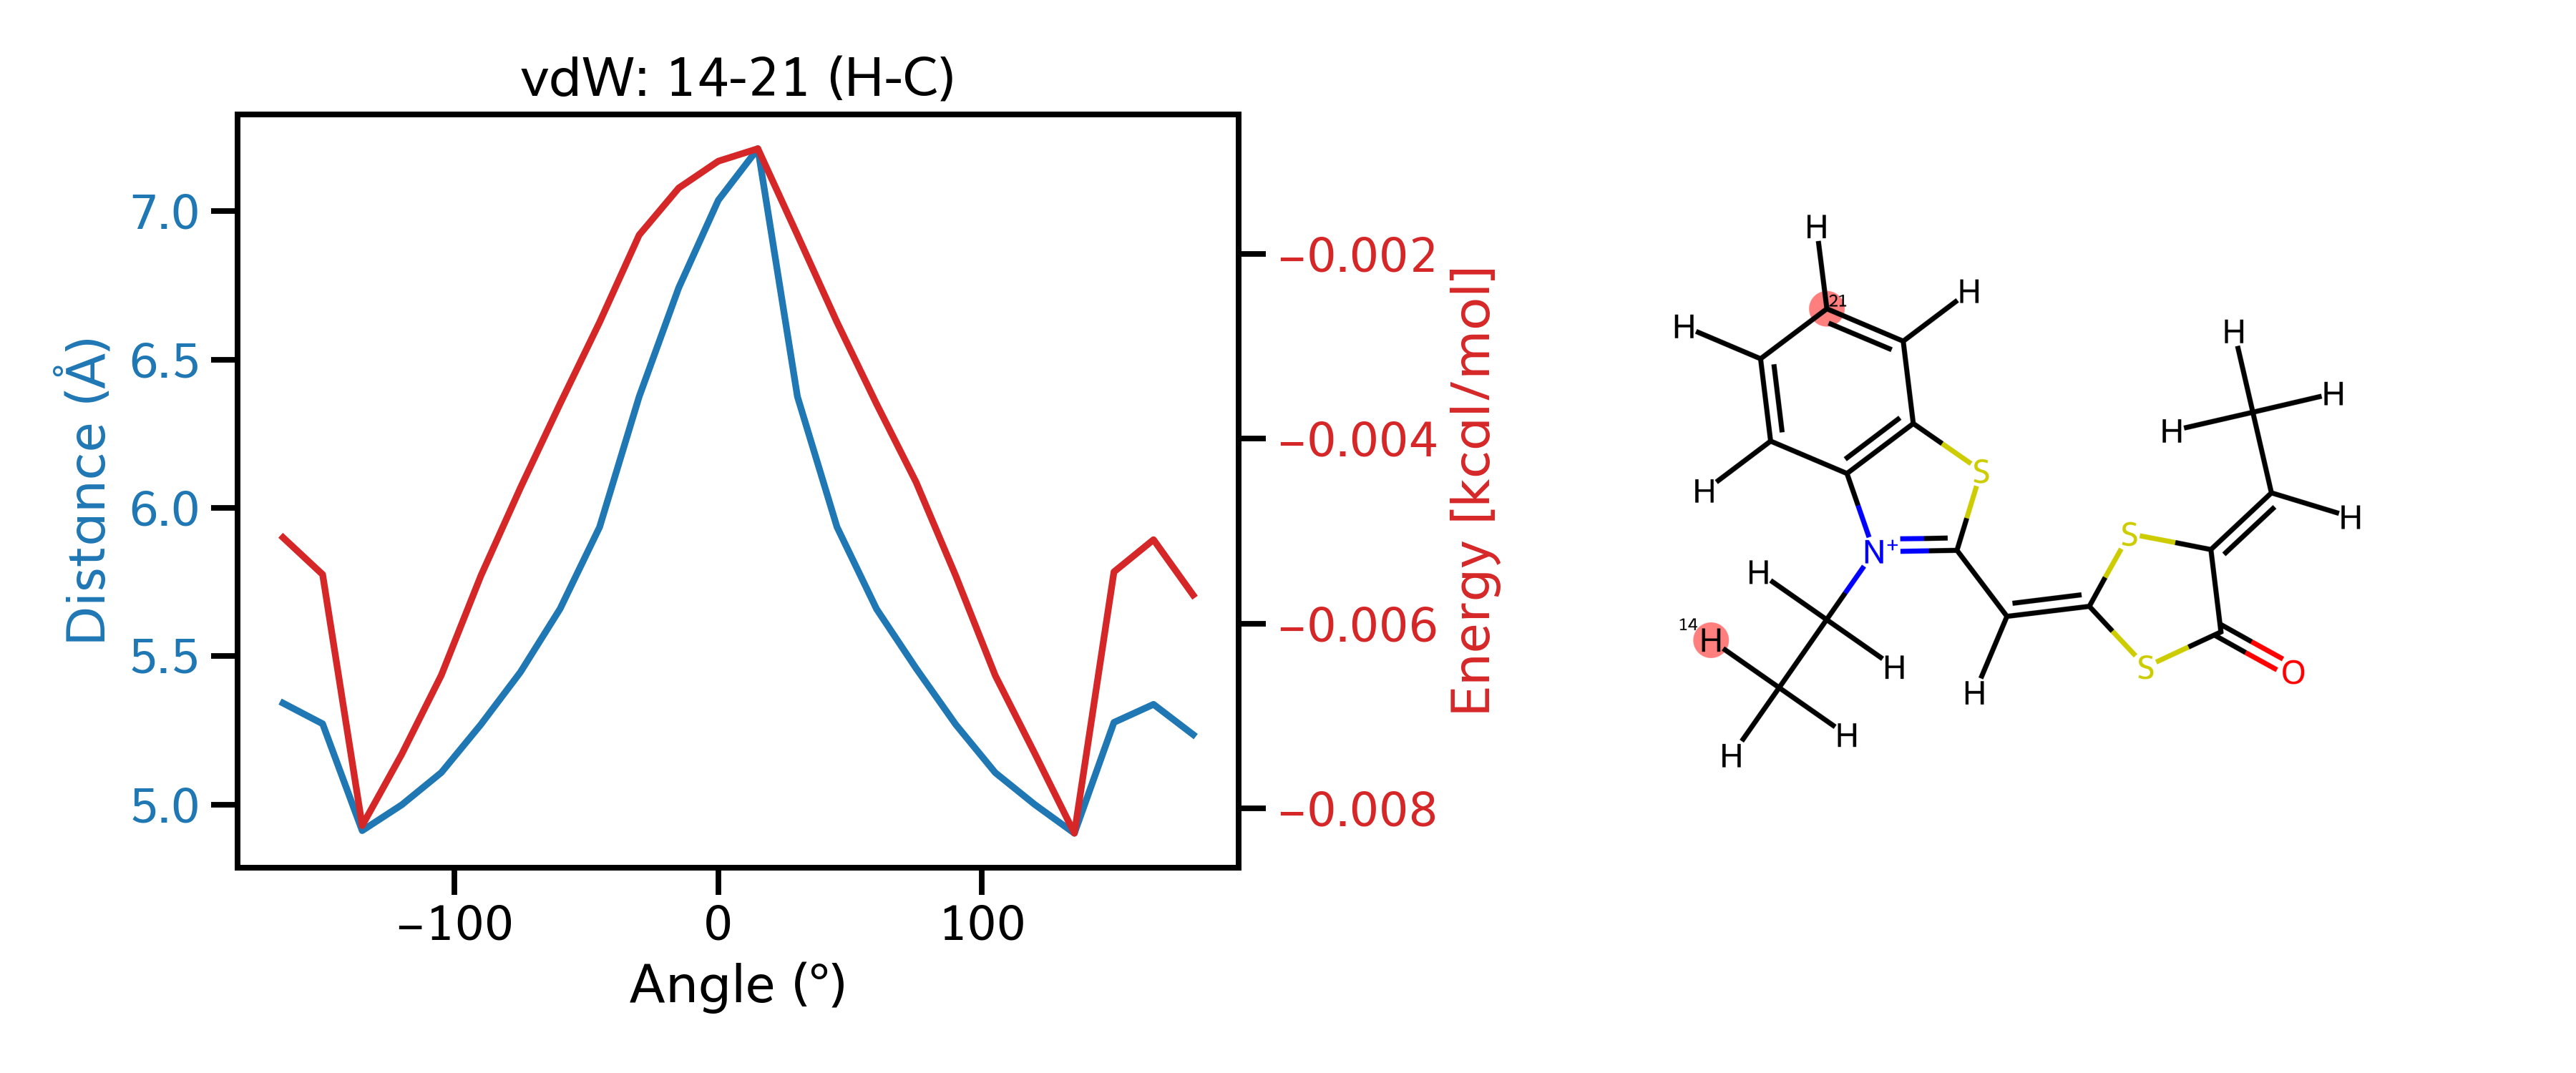 vdW: 14-21 (H-C)
Distance (Å)
7.0
6.5
6.0
5.5
5.0
−100
0
100
Angle (°)
−0.002
−0.004
−0.006
−0.008
Energy [kcal/mol]
H
21
H
H
H
H
H
H
S
S
H
H
N+
H
14
H
H
H
S
O
H
H
H